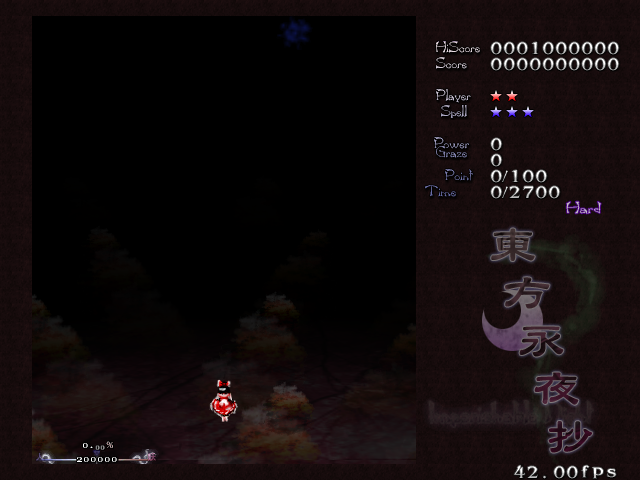 HiScore 0001000000
Score 0000000000
Player
Spell
Power 0
Graze 0
Point 0/100
Time 0/2700
Hard
東方永夜抄
0.00%
200000
42.00fps